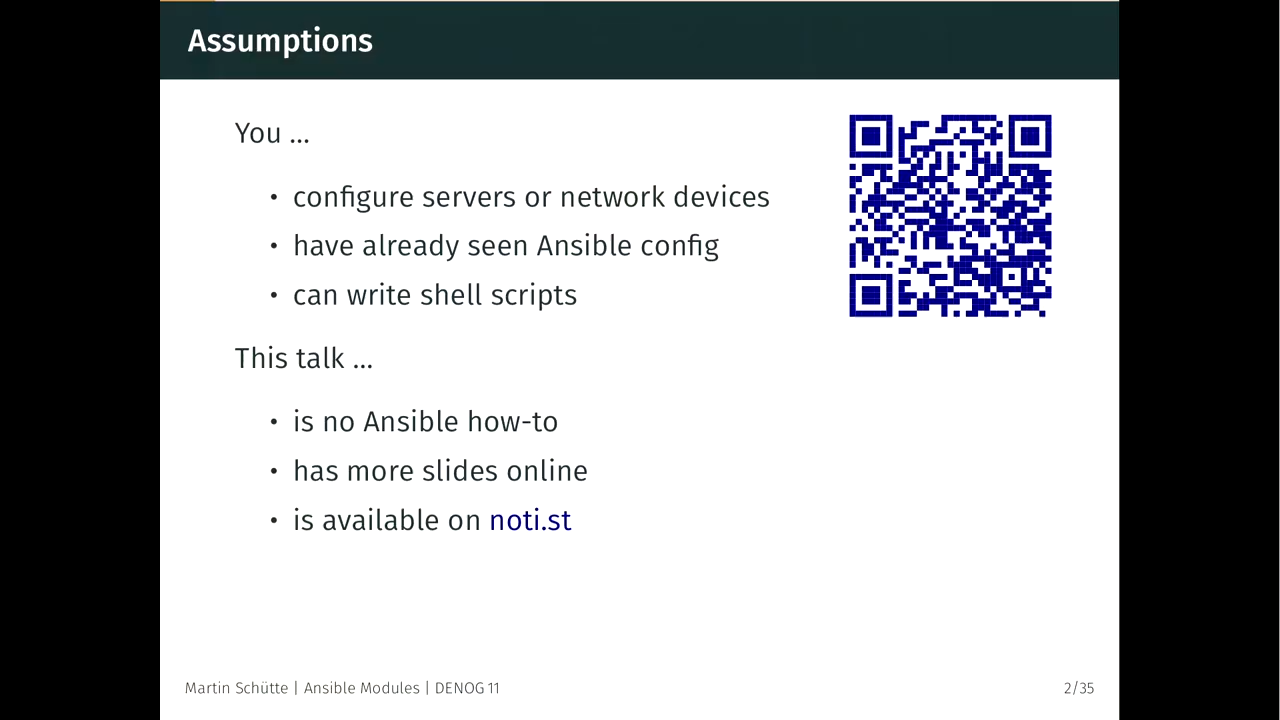 Assumptions
You ...
• configure servers or network devices
• have already seen Ansible config
• can write shell scripts
This talk ...
• is no Ansible how-to
• has more slides online
• is available on noti.st
Martin Schütte | Ansible Modules | DENOG 11
2/35